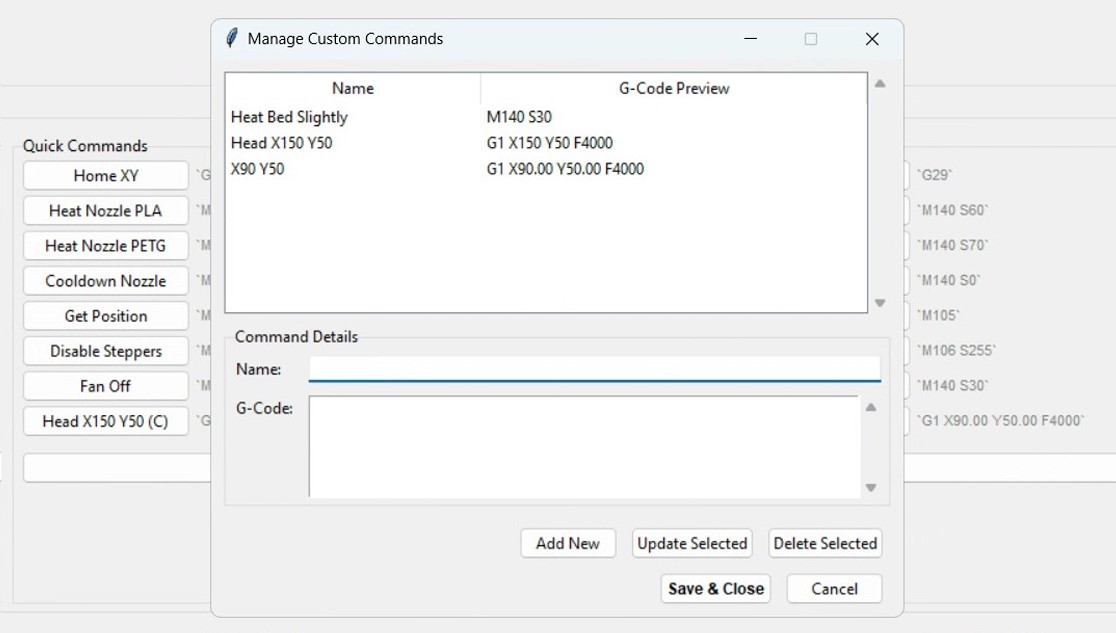 Manage Custom Commands
Name G-Code Preview
Heat Bed Slightly M140 S30
Head X150 Y50 G1 X150 Y50 F4000
X90 Y50 G1 X90.00 Y50.00 F4000
Command Details
Name:
G-Code:
Add New Update Selected Delete Selected
Save & Close Cancel
Quick Commands
Home XY `G `G29`
Heat Nozzle PLA `M `M140 S60`
Heat Nozzle PETG `M `M140 S70`
Cooldown Nozzle `M `M140 S0`
Get Position `M `M105`
Disable Steppers `M `M106 S255`
Fan Off `M `M140 S30`
Head X150 Y50 (C) `G `G1 X90.00 Y50.00 F4000`